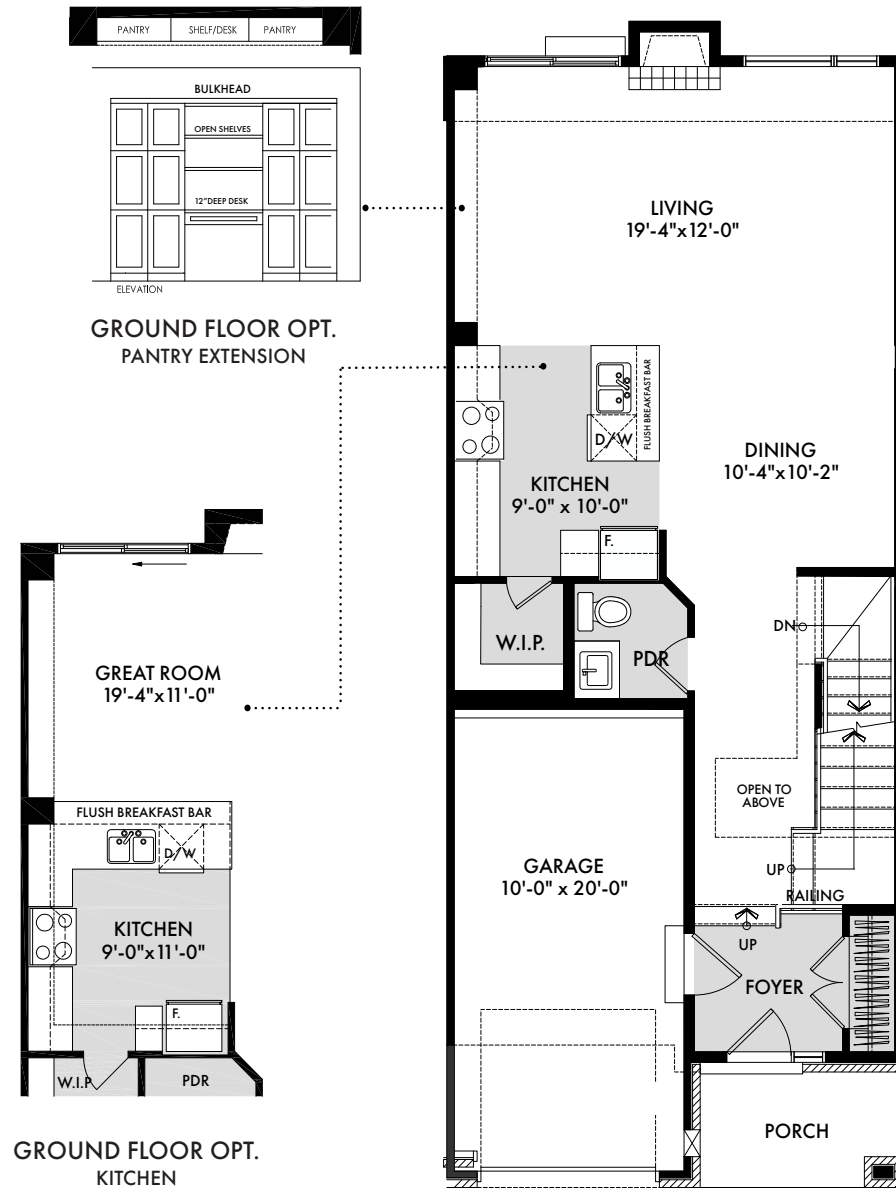 PANTRY SHELF/DESK PANTRY
BULKHEAD
OPEN SHELVES
12"DEEP DESK
ELEVATION
GROUND FLOOR OPT.
PANTRY EXTENSION
LIVING
19'-4"x12'-0"
FLUSH BREAKFAST BAR
D/W
DINING
10'-4"x10'-2"
KITCHEN
9'-0" x 10'-0"
F.
W.I.P.
PDR
DN
OPEN TO
ABOVE
UP
RAILING
UP
GARAGE
10'-0" x 20'-0"
FOYER
PORCH
GREAT ROOM
19'-4"x11'-0"
FLUSH BREAKFAST BAR
D/W
KITCHEN
9'-0"x11'-0"
F.
W.I.P
PDR
GROUND FLOOR OPT.
KITCHEN